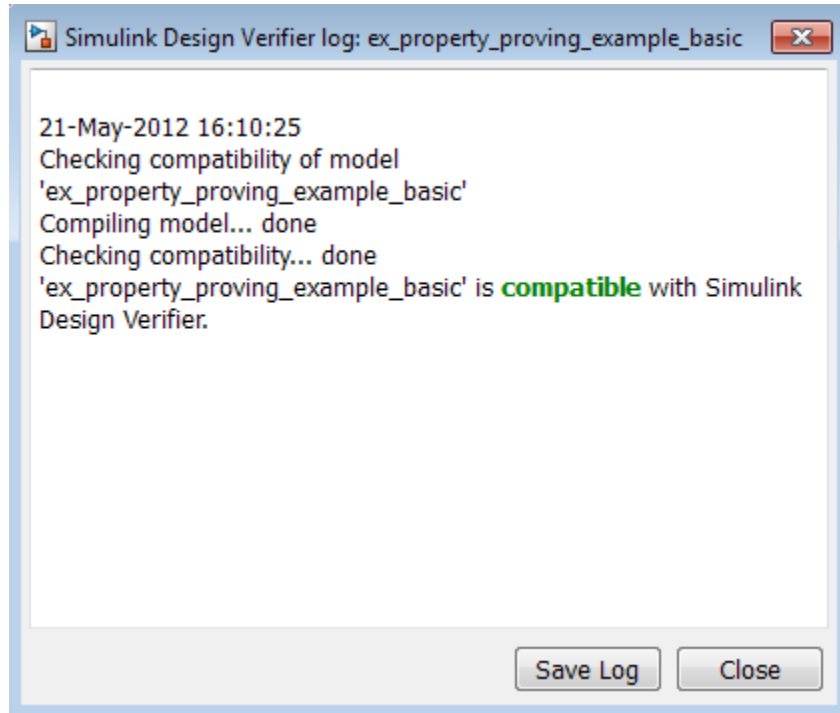 Simulink Design Verifier log: ex_property_proving_example_basic
21-May-2012 16:10:25
Checking compatibility of model
'ex_property_proving_example_basic'
Compiling model... done
Checking compatibility... done
'ex_property_proving_example_basic' is compatible with Simulink
Design Verifier.
Save Log Close